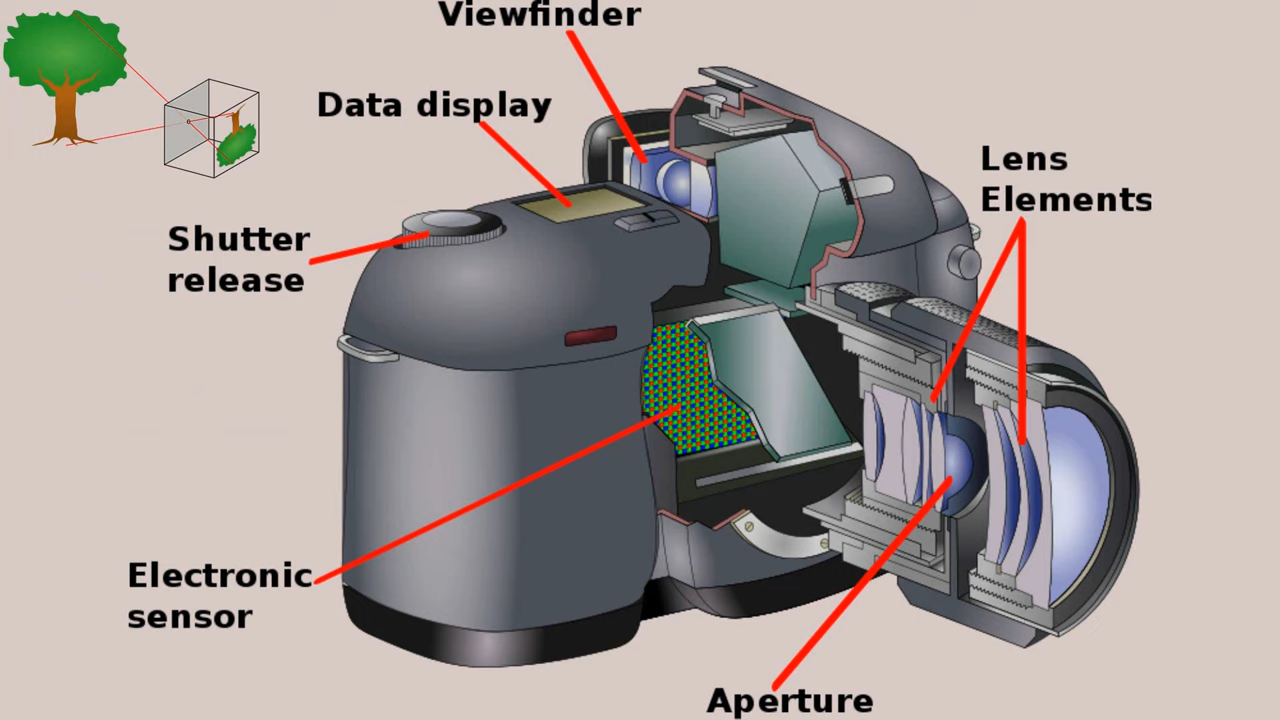 Viewfinder
Data display
Lens
Elements
Shutter
release
Electronic
sensor
Aperture